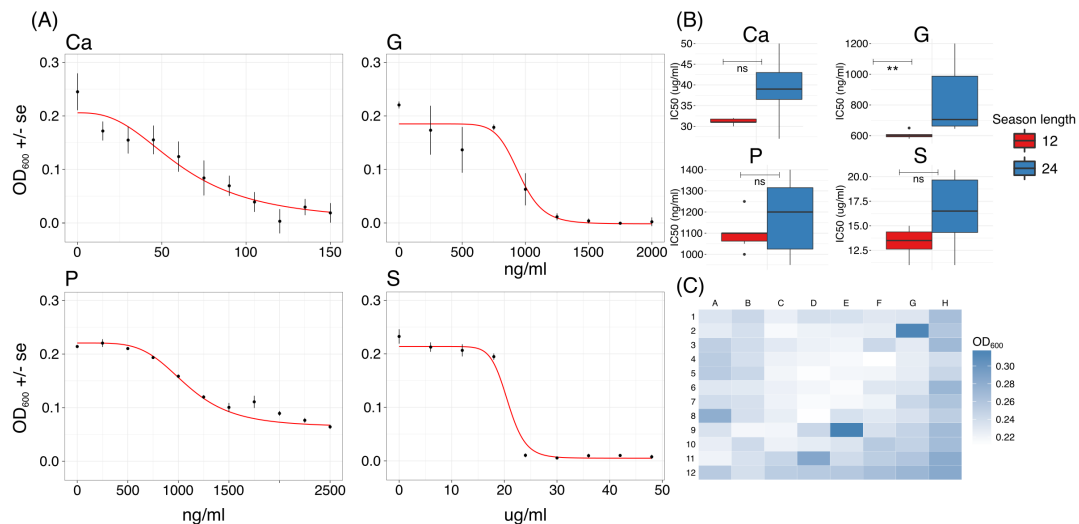 (A)
Ca
G
OD600 +/- se
0.3
0.2
0.1
0.0
0
50
100
150
0.3
0.2
0.1
0.0
0
500
1000
1500
2000
ng/ml
P
S
OD600 +/- se
0.3
0.2
0.1
0.0
0
500
1000
1500
2500
ng/ml
0.3
0.2
0.1
0.0
0
20
40
50
ug/ml
(B)
Ca
IC50 (ug/ml)
50
45
40
35
30
ns
G
IC50 (ng/ml)
1200
1000
800
600
**
P
IC50 (ng/ml)
1400
1300
1200
1100
1000
ns
S
IC50 (ug/ml)
20.0
17.5
15.0
12.5
ns
Season length
12
24
(C)
A B C D E F G H
1
2
3
4
5
6
7
8
9
10
11
12
OD600
0.30
0.28
0.26
0.24
0.22